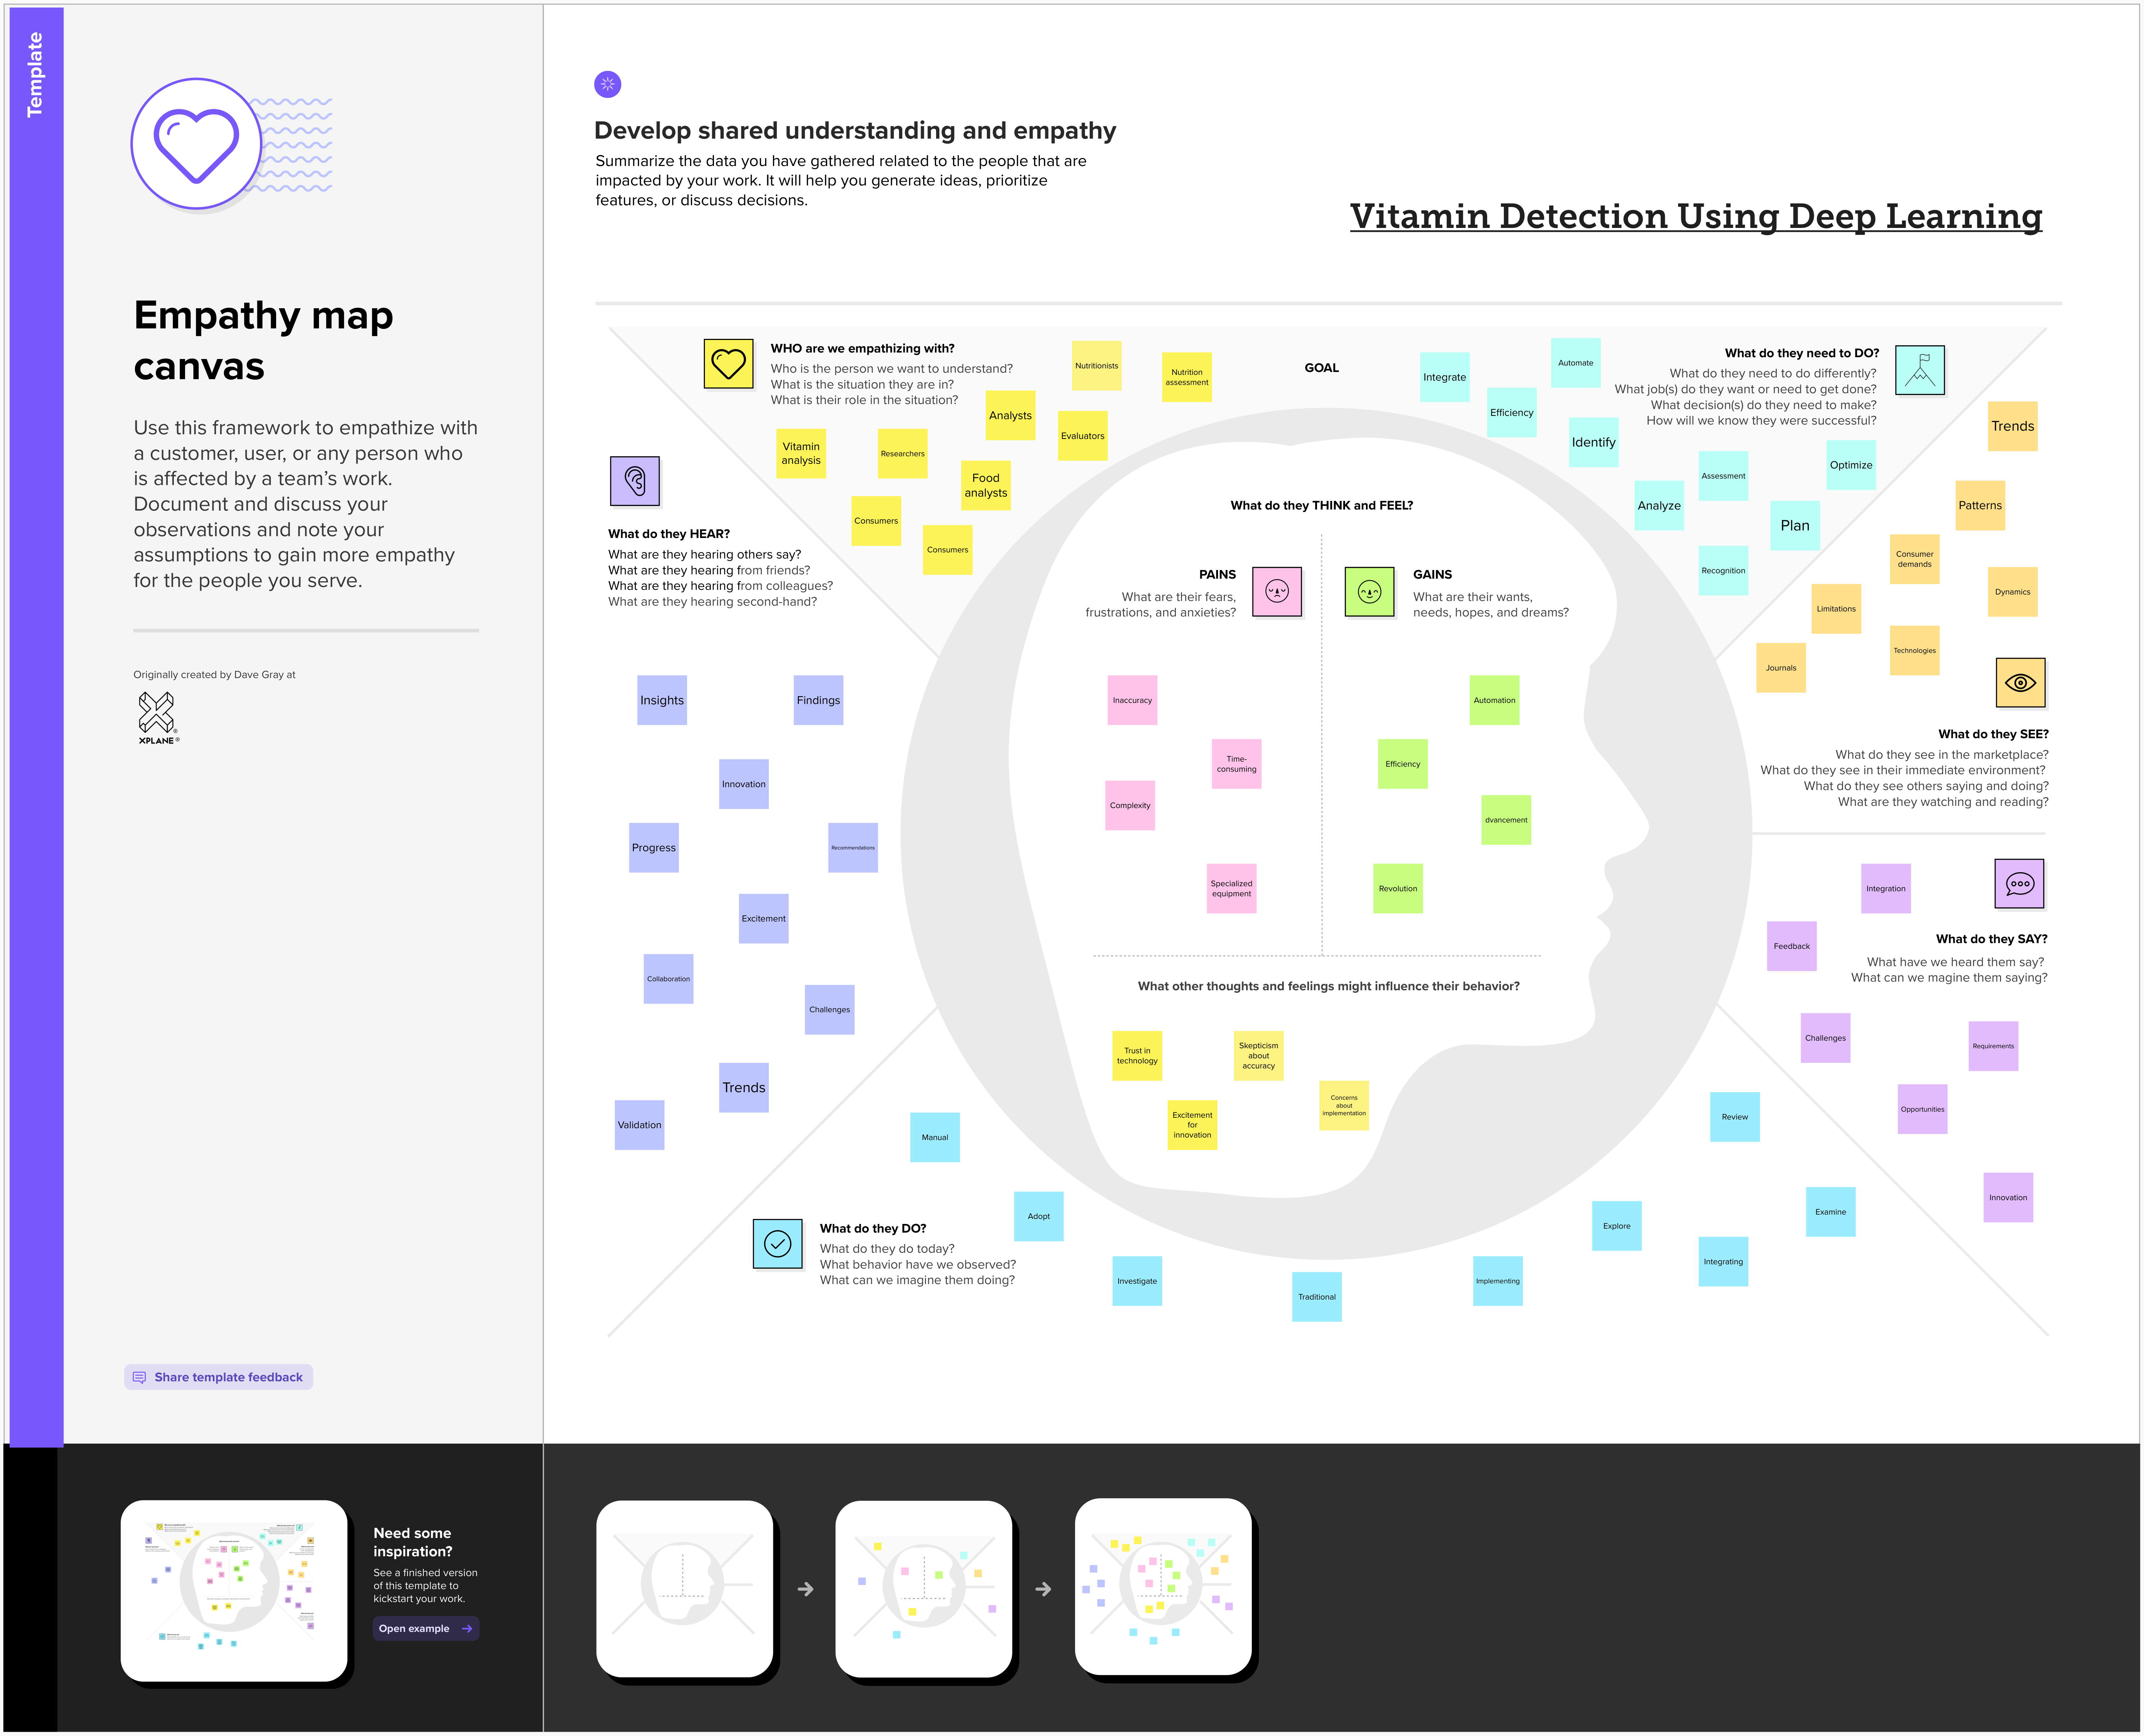 Template
Empathy map
canvas
Use this framework to empathize with
a customer, user, or any person who
is affected by a team’s work.
Document and discuss your
observations and note your
assumptions to gain more empathy
for the people you serve.
Originally created by Dave Gray at
XPLANE®
Share template feedback
Develop shared understanding and empathy
Summarize the data you have gathered related to the people that are
impacted by your work. It will help you generate ideas, prioritize
features, or discuss decisions.
Vitamin Detection Using Deep Learning
WHO are we empathizing with?
Who is the person we want to understand?
What is the situation they are in?
What is their role in the situation?
Nutritionists
Nutrition
assessment
Analysts
Evaluators
Vitamin
analysis
Researchers
Food
analysts
Consumers
Consumers
GOAL
Integrate
Automate
Efficiency
Identify
What do they need to DO?
What do they need to do differently?
What job(s) do they want or need to get done?
What decision(s) do they need to make?
How will we know they were successful?
Assessment
Optimize
Analyze
Plan
Recognition
What do they HEAR?
What are they hearing others say?
What are they hearing from friends?
What are they hearing from colleagues?
What are they hearing second-hand?
Insights
Findings
Innovation
Progress
Recommendations
Excitement
Collaboration
Challenges
Trends
Validation
What do they THINK and FEEL?
PAINS
What are their fears,
frustrations, and anxieties?
Inaccuracy
Time-
consuming
Complexity
Specialized
equipment
GAINS
What are their wants,
needs, hopes, and dreams?
Automation
Efficiency
dvancement
Revolution
What other thoughts and feelings might influence their behavior?
Trust in
technology
Skepticism
about
accuracy
Excitement
for
innovation
Concerns
about
implementation
Trends
Patterns
Consumer
demands
Dynamics
Limitations
Technologies
Journals
What do they SEE?
What do they see in the marketplace?
What do they see in their immediate environment?
What do they see others saying and doing?
What are they watching and reading?
Integration
Feedback
What do they SAY?
What have we heard them say?
What can we magine them saying?
Challenges
Requirements
Opportunities
Innovation
What do they DO?
What do they do today?
What behavior have we observed?
What can we imagine them doing?
Manual
Adopt
Investigate
Traditional
Implementing
Explore
Integrating
Review
Examine
Need some
inspiration?
See a finished version
of this template to
kickstart your work.
Open example